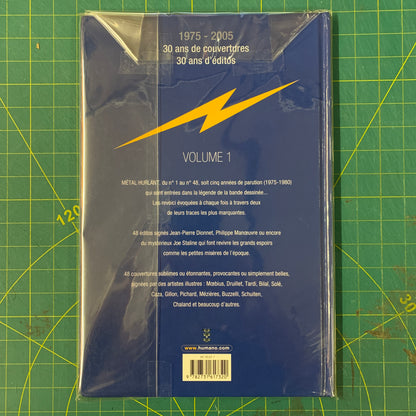 1975 - 2005
30 ans de couvertures
30 ans d'éditos
VOLUME 1
MÉTAL HURLANT, du n° 1 au n° 48, soit cinq années de parution (1975-1980)
qui sont entrées dans la légende de la bande dessinée...
Les revoici évoquées à chaque fois à travers deux
de leurs traces les plus marquantes.
48 éditos signés Jean-Pierre Dionnet, Philippe Manœuvre ou encore
du mystérieux Joe Staline qui font revivre les grands espoirs
comme les petites misères de l'époque.
48 couvertures sublimes ou étonnantes, provocantes ou simplement belles,
signées par des artistes illustres : Mœbius, Druillet, Tardi, Bilal, Solé,
Caza, Gillon, Pichard, Mézières, Buzzelli, Schuiten,
Chaland et beaucoup d'autres.
www.humano.com
9 782731 617320
120
60